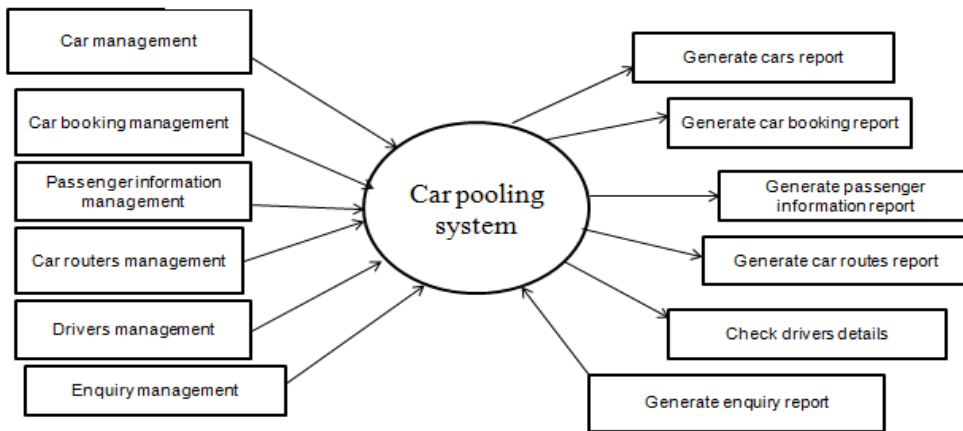 Car management
Car booking management
Passenger information
management
Car routers management
Drivers management
Enquiry management
Car pooling
system
Generate cars report
Generate car booking report
Generate passenger
information report
Generate car routes report
Check drivers details
Generate enquiry report